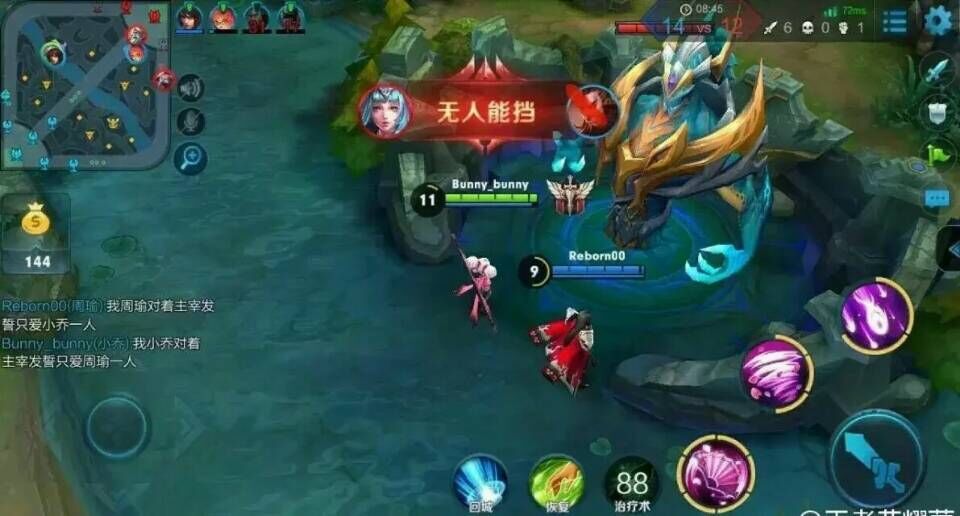 08:45
72ms
14 vs 12
6 0 1
无人能挡
Bunny_bunny
11
Reborn00
9
144
Reborn00(周瑜):我周瑜对着主宰发
誓只爱小乔一人
Bunny_bunny(小乔):我小乔对着
主宰发誓只爱周瑜一人
回城
恢复
88
治疗术